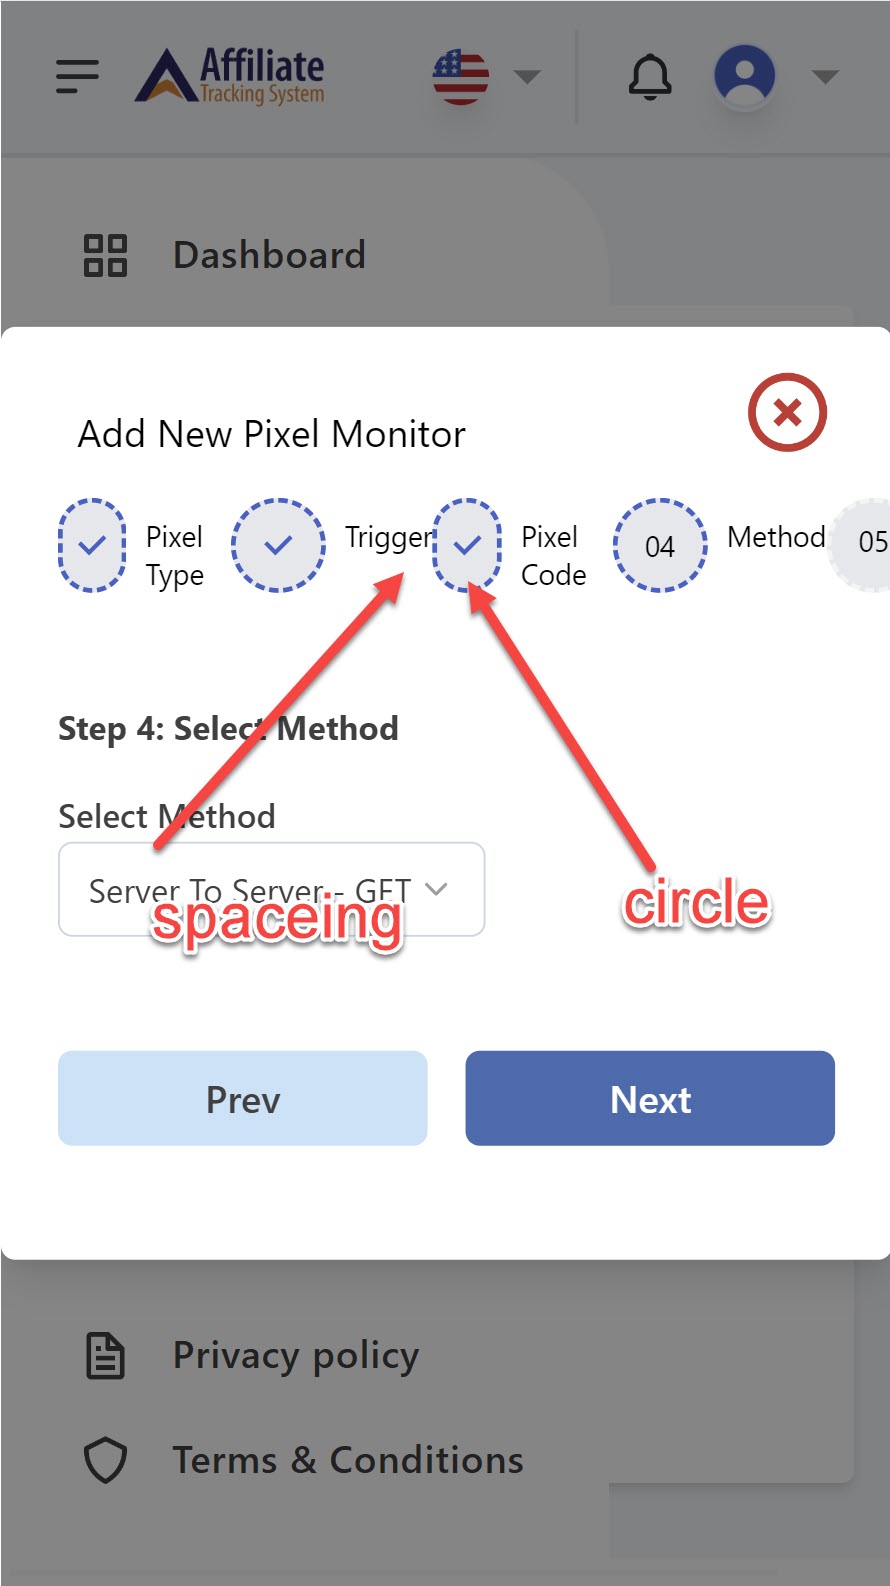 Affiliate
Tracking System
Dashboard
Add New Pixel Monitor
Pixel Type
Trigger
Pixel Code
04
Method
05
Step 4: Select Method
Select Method
Server To Server - GET
spaceing
circle
Prev
Next
Privacy policy
Terms & Conditions